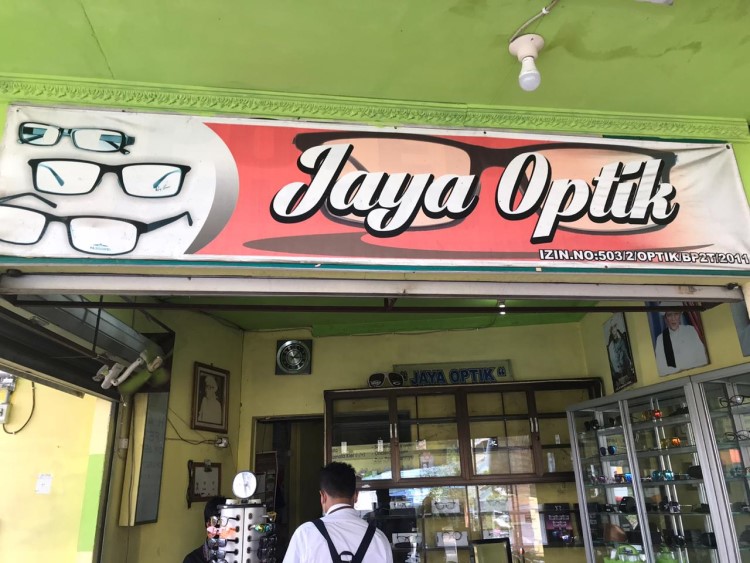 Jaya Optik
IZIN.NO:503/2/OPTIK/BP2T/2011
JAYA OPTIK